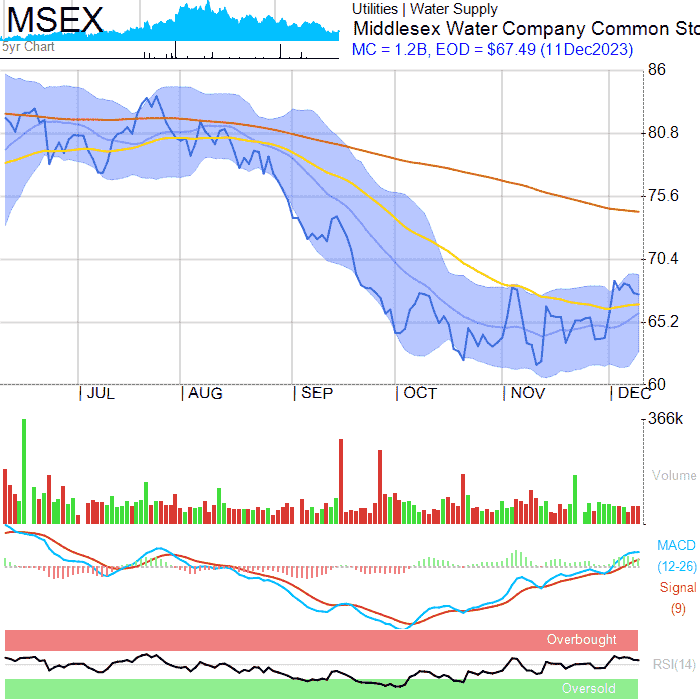 MSEX
5yr Chart
Utilities | Water Supply
Middlesex Water Company Common Sto
MC = 1.2B, EOD = $67.49 (11Dec2023)
86
80.8
75.6
70.4
65.2
60
JUL AUG SEP OCT NOV DEC
366k
Volume
MACD
(12-26)
Signal
(9)
Overbought
RSI(14)
Oversold